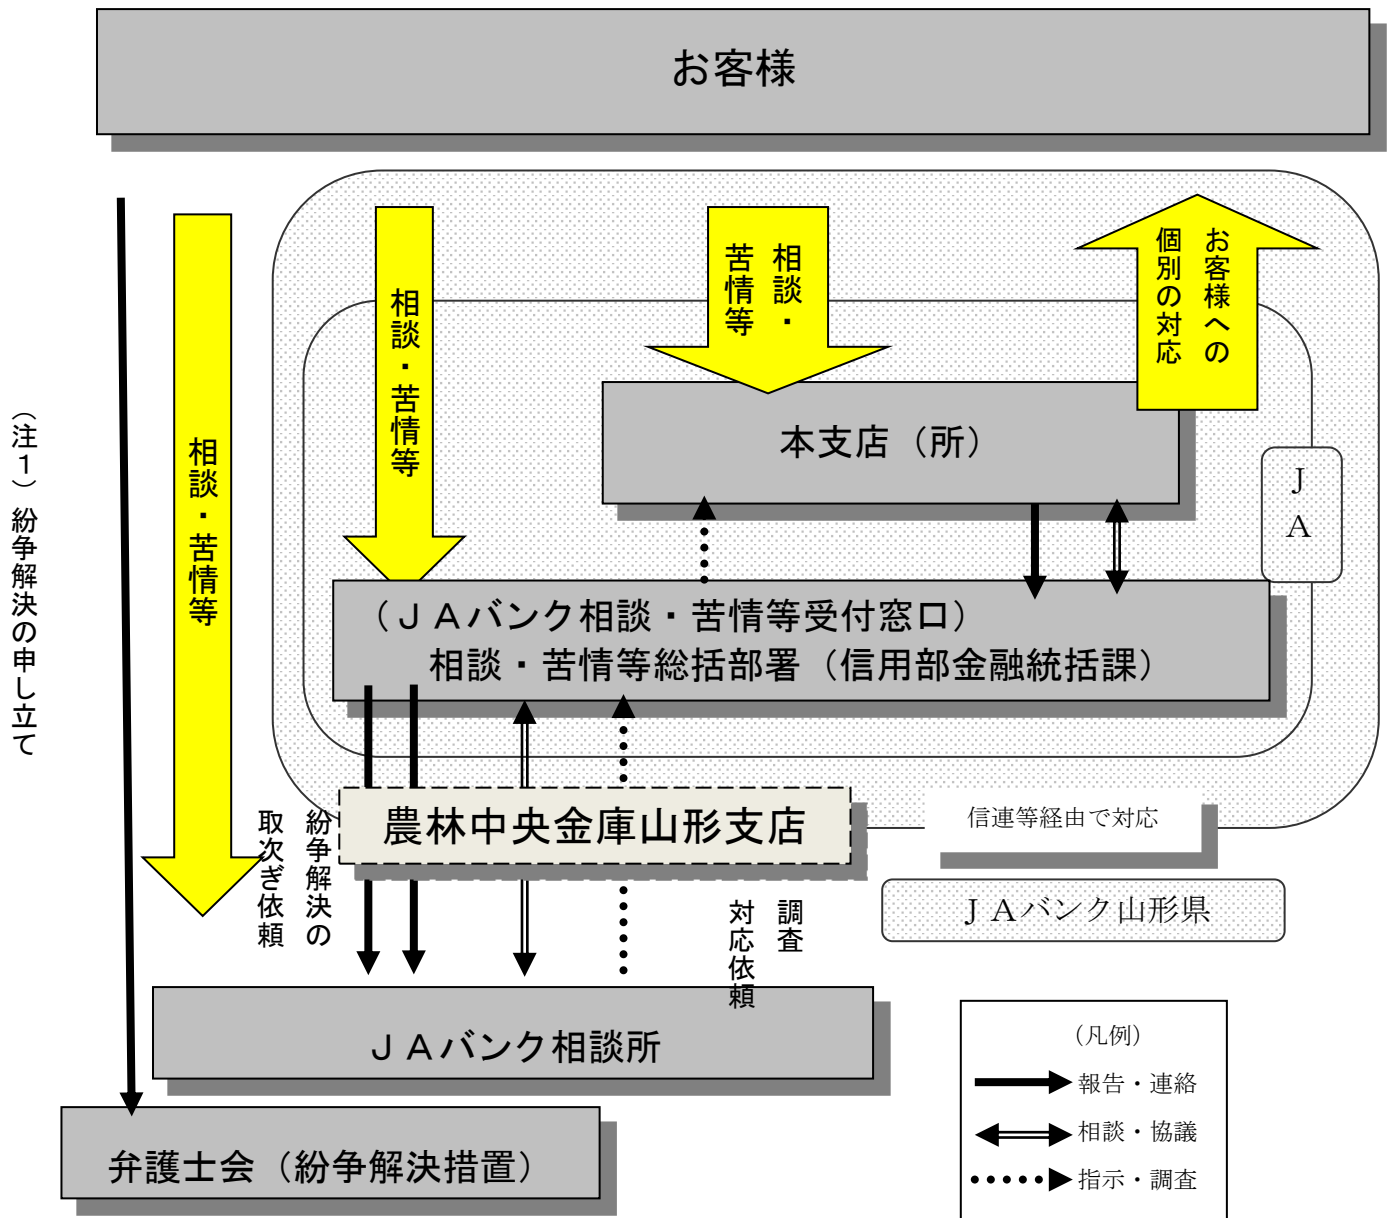 お客様
相談・
苦情等
お客様への
個別の対応
相談・苦情等
相談・苦情等
（注１）紛争解決の申し立て
本支店（所）
ＪＡ
（ＪＡバンク相談・苦情等受付窓口）
相談・苦情等総括部署（信用部金融統括課）
農林中央金庫山形支店
信連等経由で対応
ＪＡバンク山形県
紛争解決の
取次ぎ依頼
調査
対応依頼
ＪＡバンク相談所
弁護士会（紛争解決措置）
（凡例）
報告・連絡
相談・協議
指示・調査